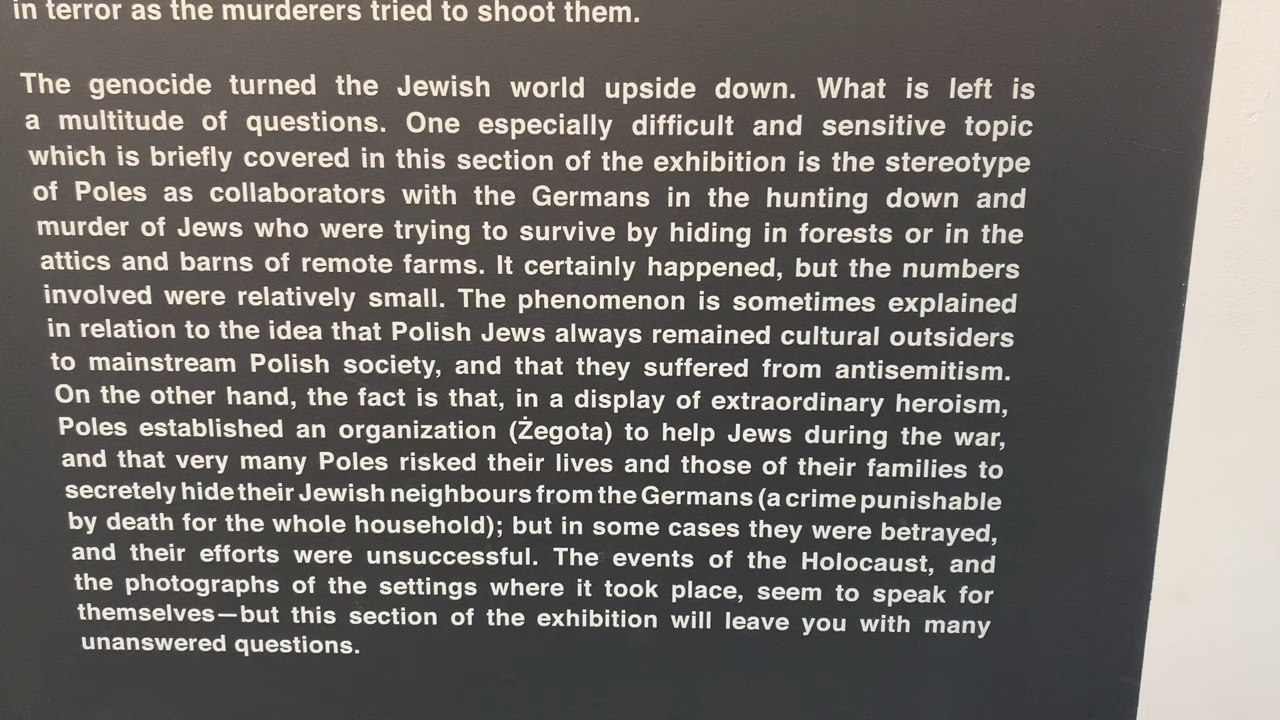 in terror as the murderers tried to shoot them.
The genocide turned the Jewish world upside down. What is left is
a multitude of questions. One especially difficult and sensitive topic
which is briefly covered in this section of the exhibition is the stereotype
of Poles as collaborators with the Germans in the hunting down and
murder of Jews who were trying to survive by hiding in forests or in the
attics and barns of remote farms. It certainly happened, but the numbers
involved were relatively small. The phenomenon is sometimes explained
in relation to the idea that Polish Jews always remained cultural outsiders
to mainstream Polish society, and that they suffered from antisemitism.
On the other hand, the fact is that, in a display of extraordinary heroism,
Poles established an organization (Żegota) to help Jews during the war,
and that very many Poles risked their lives and those of their families to
secretely hide their Jewish neighbours from the Germans (a crime punishable
by death for the whole household); but in some cases they were betrayed,
and their efforts were unsuccessful. The events of the Holocaust, and
the photographs of the settings where it took place, seem to speak for
themselves—but this section of the exhibition will leave you with many
unanswered questions.